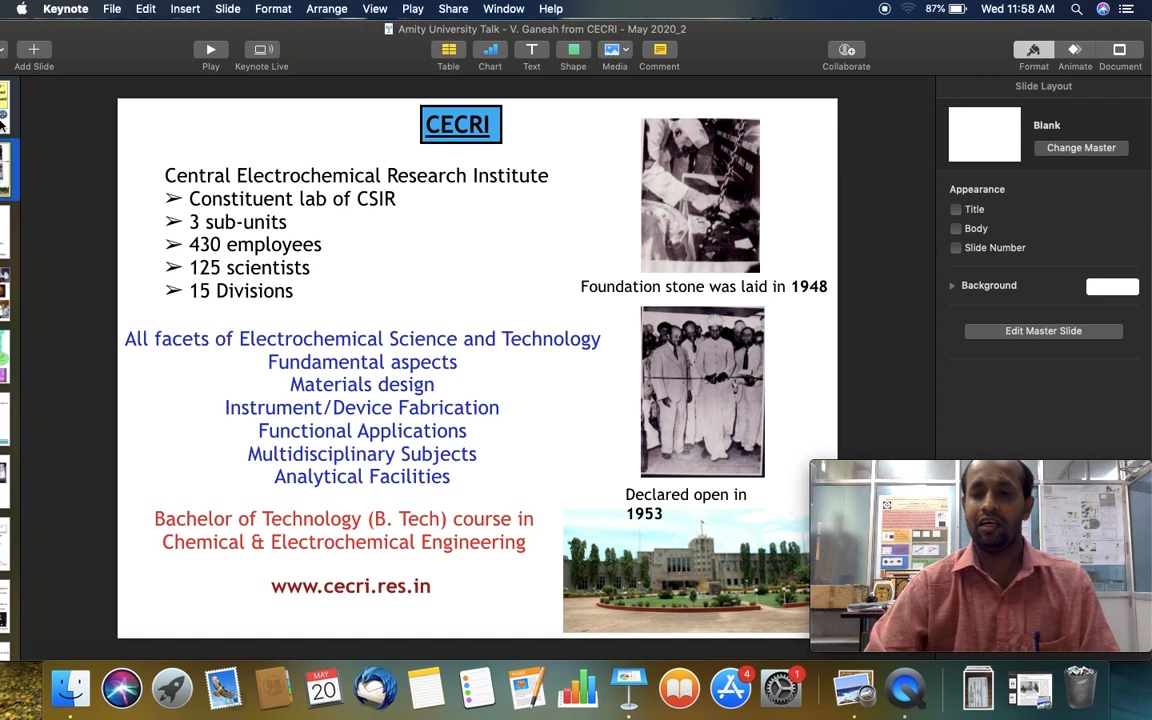 Keynote File Edit Insert Slide Format Arrange View Play Share Window Help 87% Wed 11:58 AM
Amity University Talk - V. Ganesh from CECRI - May 2020_2
Add Slide Play Keynote Live Table Chart Text Shape Media Comment Collaborate Format Animate Document
Slide Layout
Blank
Change Master
Appearance
Title
Body
Slide Number
Background
Edit Master Slide
CECRI
Central Electrochemical Research Institute
➢ Constituent lab of CSIR
➢ 3 sub-units
➢ 430 employees
➢ 125 scientists
➢ 15 Divisions
All facets of Electrochemical Science and Technology
Fundamental aspects
Materials design
Instrument/Device Fabrication
Functional Applications
Multidisciplinary Subjects
Analytical Facilities
Bachelor of Technology (B. Tech) course in
Chemical & Electrochemical Engineering
www.cecri.res.in
Foundation stone was laid in 1948
Declared open in
1953
MAY
20
4
1